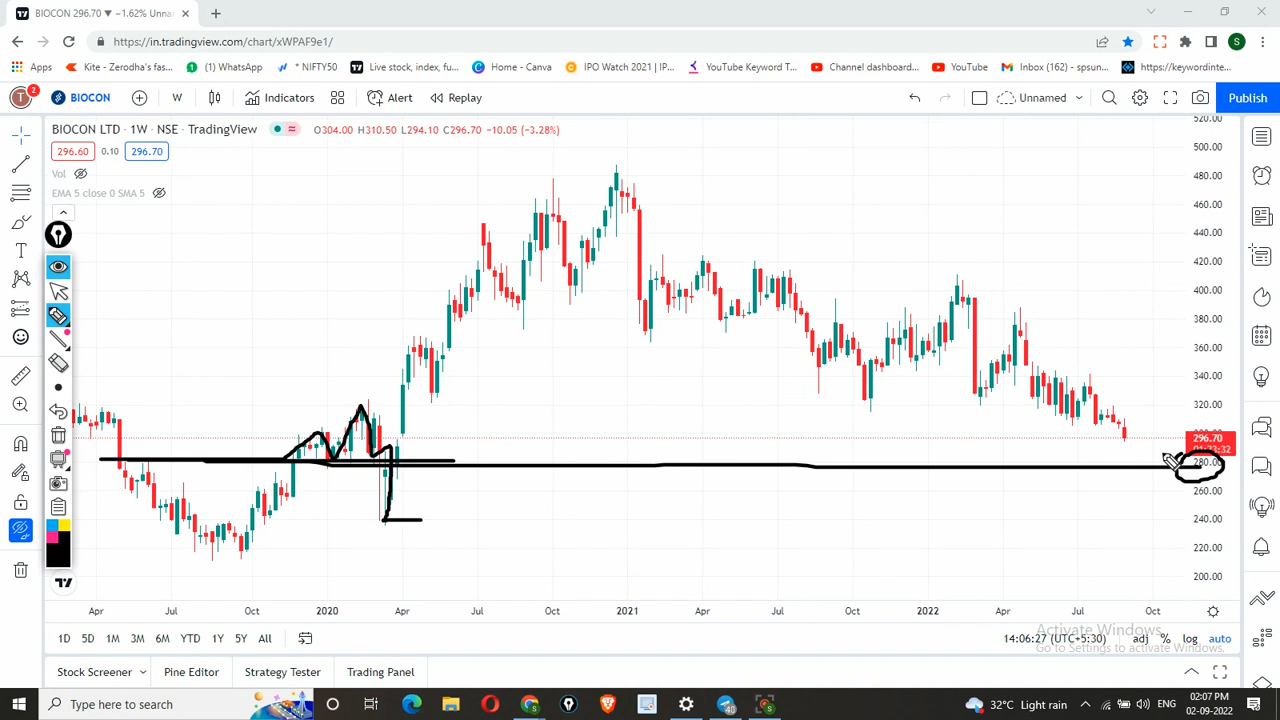 BIOCON 296.70 ▼ −1.62% Unna
https://in.tradingview.com/chart/xWPAF9e1/
S
Apps
Kite - Zerodha's fas...
(1) WhatsApp
* NIFTY50
Live stock, index, fu...
Home - Canva
IPO Watch 2021 | IP...
YouTube Keyword T...
Channel dashboard...
YouTube
Inbox (162) - spsun...
https://keywordinte...
T
2
BIOCON
W
Indicators
Alert
Replay
Unnamed
Publish
BIOCON LTD · 1W · NSE · TradingView
O304.00 H310.50 L294.10 C296.70 −10.05 (−3.28%)
296.60
0.10
296.70
Vol
EMA 5 close 0 SMA 5
520.00
500.00
480.00
460.00
440.00
420.00
400.00
380.00
360.00
340.00
320.00
296.70
280.00
260.00
240.00
220.00
200.00
Apr
Jul
Oct
2020
Apr
Jul
Oct
2021
Apr
Jul
Oct
2022
Apr
Jul
Oct
1D
5D
1M
3M
6M
YTD
1Y
5Y
All
14:06:27 (UTC+5:30)
adj
%
log
auto
Activate Windows
Go to Settings to activate Windows.
Stock Screener
Pine Editor
Strategy Tester
Trading Panel
Type here to search
32°C Light rain
ENG
02:07 PM
02-09-2022